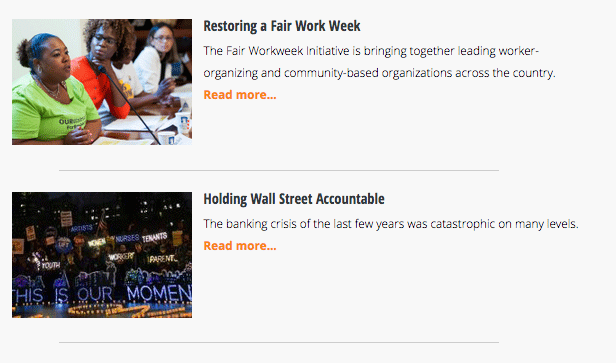 Restoring a Fair Work Week
The Fair Workweek Initiative is bringing together leading worker-
organizing and community-based organizations across the country.
Read more...
Holding Wall Street Accountable
The banking crisis of the last few years was catastrophic on many levels.
Read more...
ARTISTS
WOMEN
NURSES
TENANTS
YOUTH
WORKER
PARENT
THIS IS OUR MOMEN